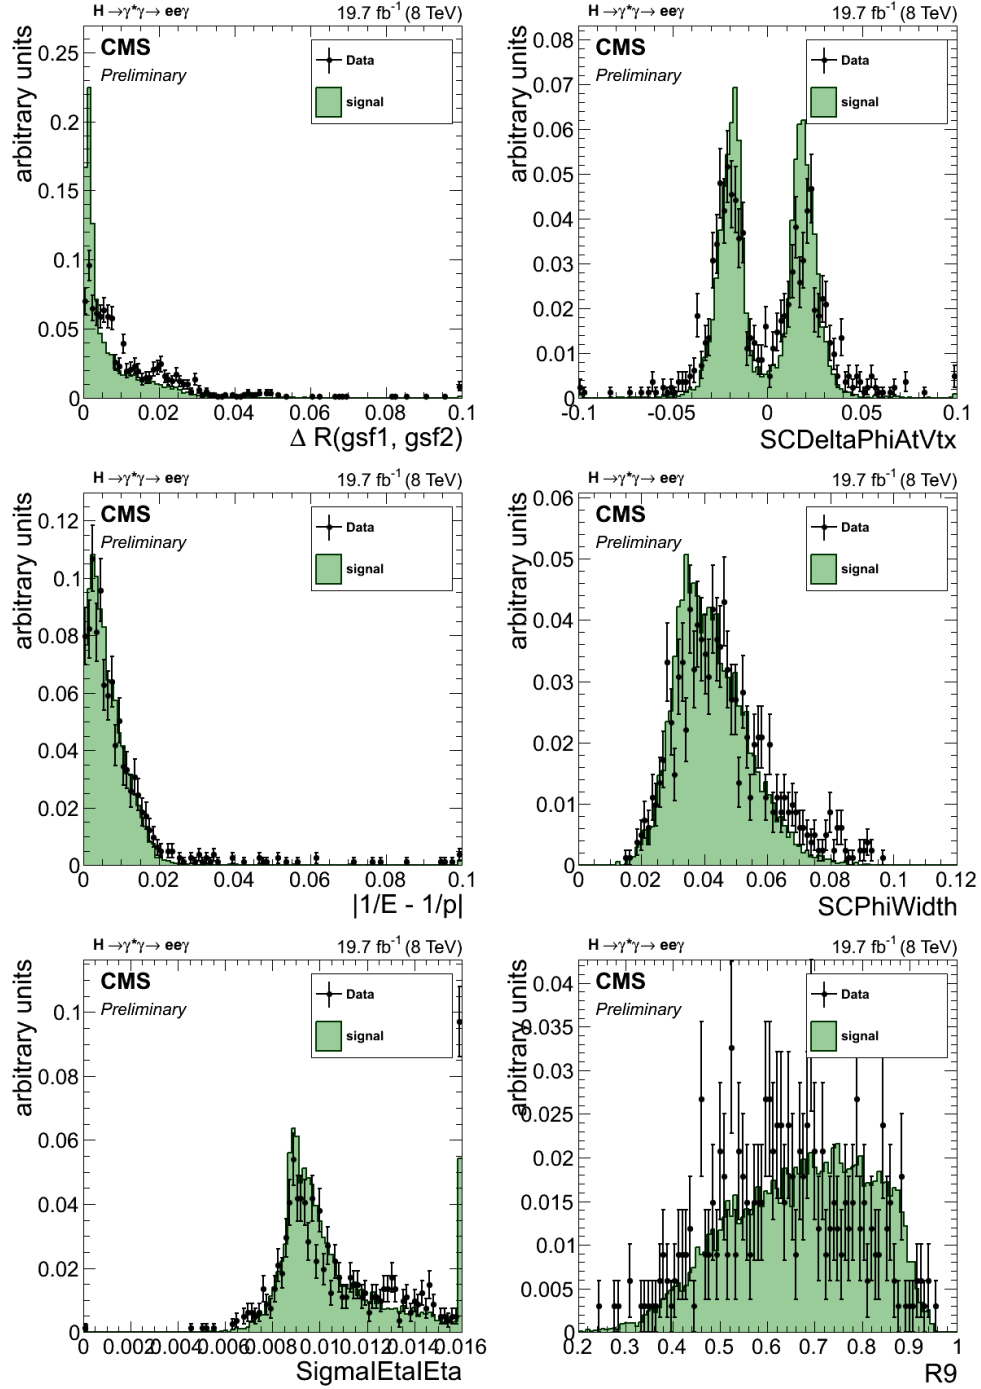 H →γ*γ→ eeγ 19.7 fb-1 (8 TeV)
CMS
Preliminary
Data
signal
arbitrary units
0.25
0.2
0.15
0.1
0.05
0
0 0.02 0.04 0.06 0.08 0.1
Δ R(gsf1, gsf2)
H →γ*γ→ eeγ 19.7 fb-1 (8 TeV)
CMS
Preliminary
Data
signal
arbitrary units
0.08
0.07
0.06
0.05
0.04
0.03
0.02
0.01
0
-0.1 -0.05 0 0.05 0.1
SCDeltaPhiAtVtx
H →γ*γ→ eeγ 19.7 fb-1 (8 TeV)
CMS
Preliminary
Data
signal
arbitrary units
0.12
0.1
0.08
0.06
0.04
0.02
0
0 0.02 0.04 0.06 0.08 0.1
|1/E - 1/p|
H →γ*γ→ eeγ 19.7 fb-1 (8 TeV)
CMS
Preliminary
Data
signal
arbitrary units
0.06
0.05
0.04
0.03
0.02
0.01
0
0 0.02 0.04 0.06 0.08 0.1 0.12
SCPhiWidth
H →γ*γ→ eeγ 19.7 fb-1 (8 TeV)
CMS
Preliminary
Data
signal
arbitrary units
0.1
0.08
0.06
0.04
0.02
0
0 0.002 0.004 0.006 0.008 0.01 0.012 0.014 0.016
SigmaIEtaIEta
H →γ*γ→ eeγ 19.7 fb-1 (8 TeV)
CMS
Preliminary
Data
signal
arbitrary units
0.04
0.035
0.03
0.025
0.02
0.015
0.01
0.005
0
0.2 0.3 0.4 0.5 0.6 0.7 0.8 0.9 1
R9